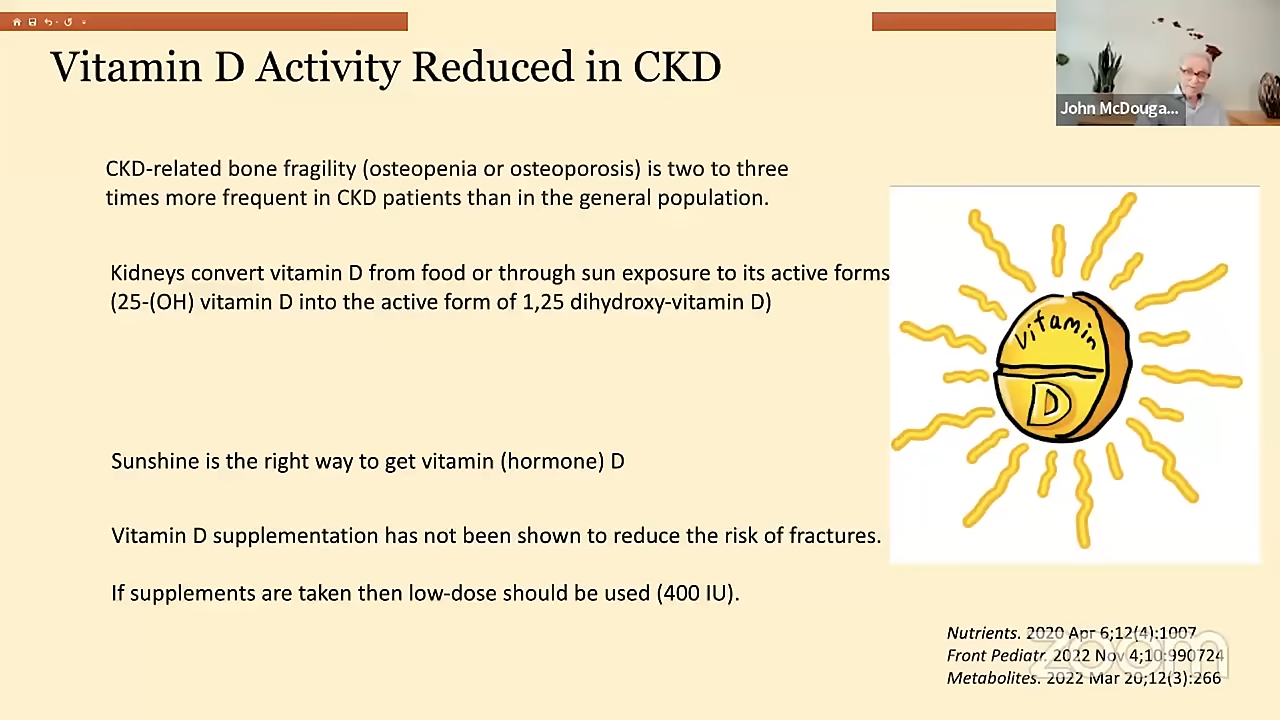 Vitamin D Activity Reduced in CKD
John McDouga...
CKD-related bone fragility (osteopenia or osteoporosis) is two to three
times more frequent in CKD patients than in the general population.
Kidneys convert vitamin D from food or through sun exposure to its active forms
(25-(OH) vitamin D into the active form of 1,25 dihydroxy-vitamin D)
Vitamin
D
Sunshine is the right way to get vitamin (hormone) D
Vitamin D supplementation has not been shown to reduce the risk of fractures.
If supplements are taken then low-dose should be used (400 IU).
Nutrients. 2020 Apr 6;12(4):1007
Front Pediatr. 2022 Nov 4;10:990724
Metabolites. 2022 Mar 20;12(3):266
zoom